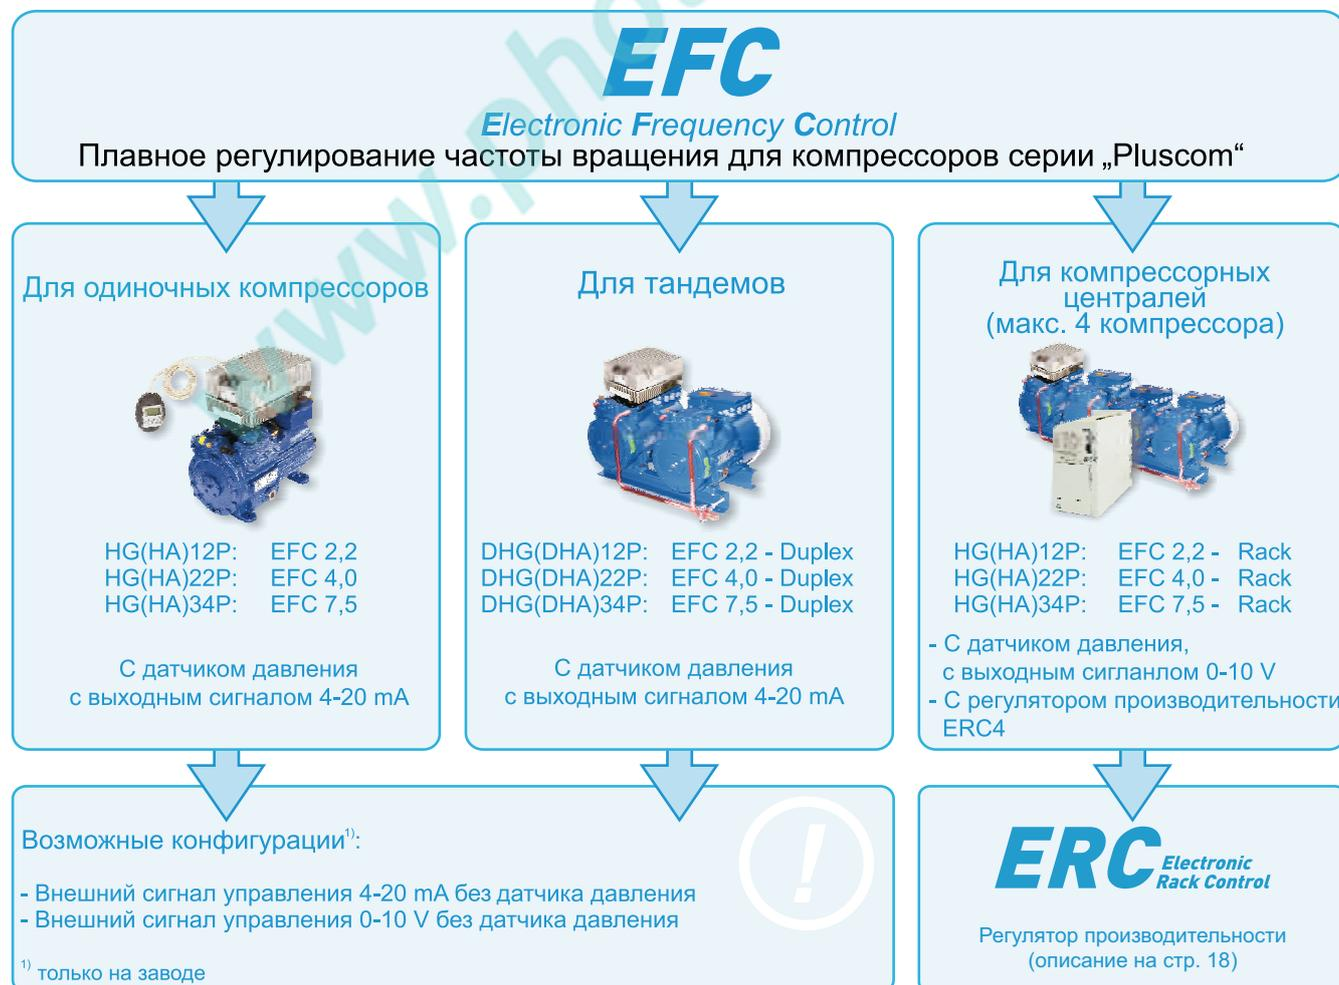 EFC
Electronic Frequency Control
Плавное регулирование частоты вращения для компрессоров серии „Pluscom“
Для одиночных компрессоров
HG(HA)12P: EFC 2,2
HG(HA)22P: EFC 4,0
HG(HA)34P: EFC 7,5
С датчиком давления
с выходным сигналом 4-20 mA
Для тандемов
DHG(DHA)12P: EFC 2,2 - Duplex
DHG(DHA)22P: EFC 4,0 - Duplex
DHG(DHA)34P: EFC 7,5 - Duplex
С датчиком давления
с выходным сигналом 4-20 mA
Для компрессорных
централей
(макс. 4 компрессора)
HG(HA)12P: EFC 2,2 - Rack
HG(HA)22P: EFC 4,0 - Rack
HG(HA)34P: EFC 7,5 - Rack
- С датчиком давления,
с выходным сигланлом 0-10 V
- С регулятором производительности
ERC4
Возможные конфигурации¹⁾:
- Внешний сигнал управления 4-20 mA без датчика давления
- Внешний сигнал управления 0-10 V без датчика давления
¹⁾ только на заводе
!
ERC Electronic
Rack Control
Регулятор производительности
(описание на стр. 18)
www.pho